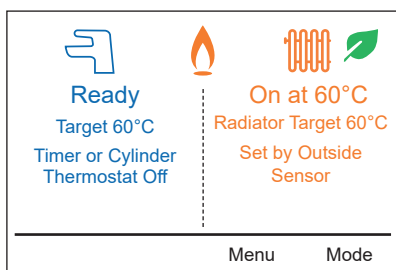 Ready
Target 60°C
Timer or Cylinder
Thermostat Off
On at 60°C
Radiator Target 60°C
Set by Outside
Sensor
Menu
Mode